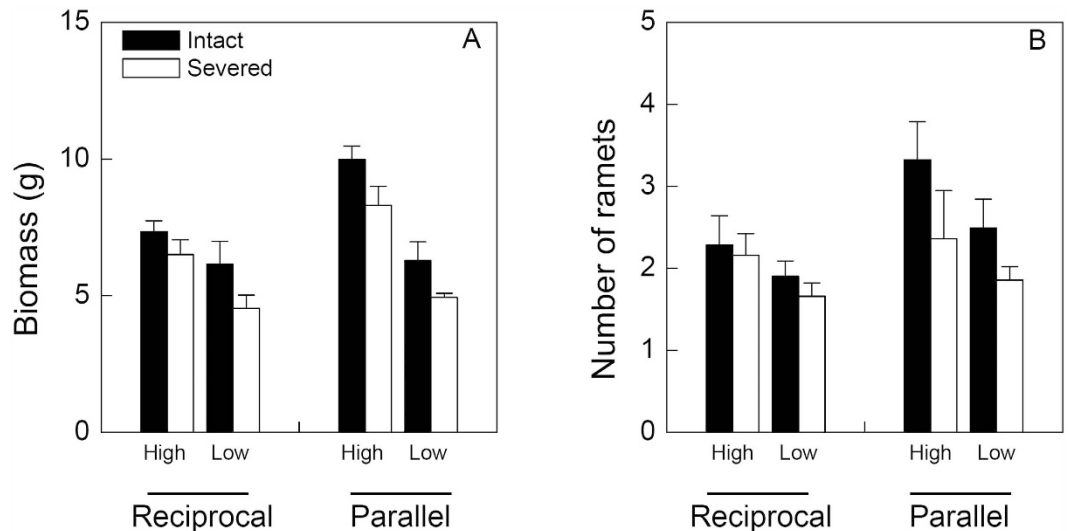 A
Intact
Severed
Biomass (g)
15
10
5
0
High Low High Low
Reciprocal Parallel
B
Number of ramets
5
4
3
2
1
0
High Low High Low
Reciprocal Parallel